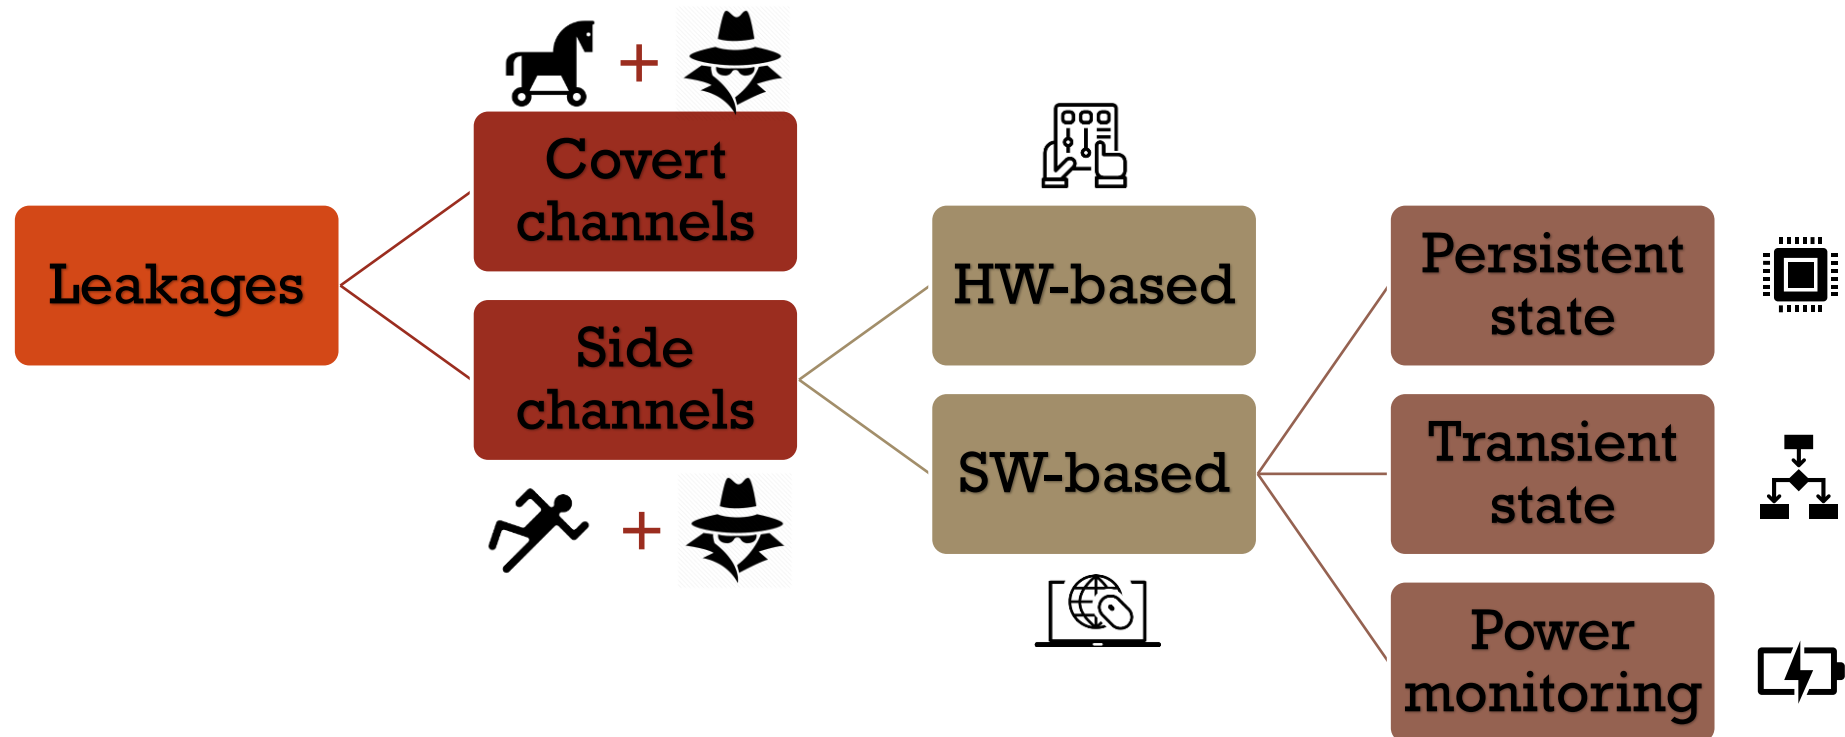 Leakages
Covert
channels
Side
channels
HW-based
SW-based
Persistent
state
Transient
state
Power
monitoring